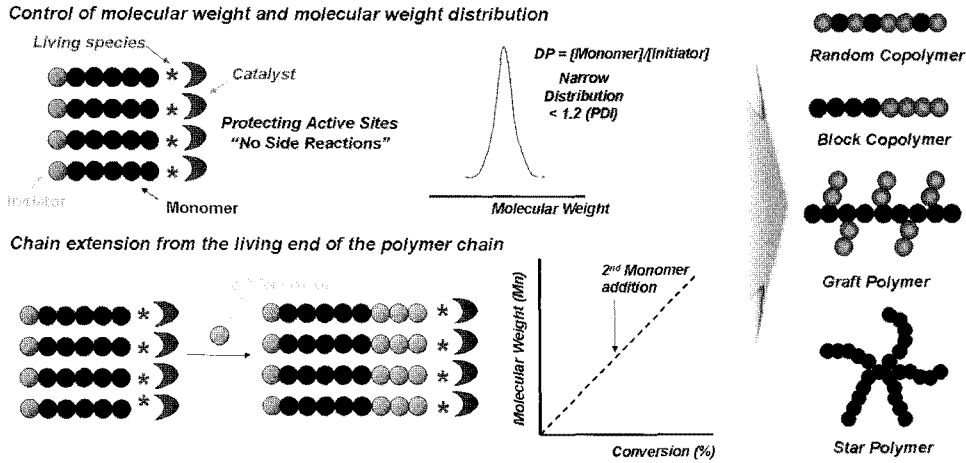 Control of molecular weight and molecular weight distribution
Living species
Catalyst
Protecting Active Sites
"No Side Reactions"
Initiator
Monomer
DP = [Monomer]/[Initiator]
Narrow
Distribution
< 1.2 (PDI)
Molecular Weight
Chain extension from the living end of the polymer chain
2nd Monomer
addition
Molecular Weight (Mn)
Conversion (%)
Random Copolymer
Block Copolymer
Graft Polymer
Star Polymer